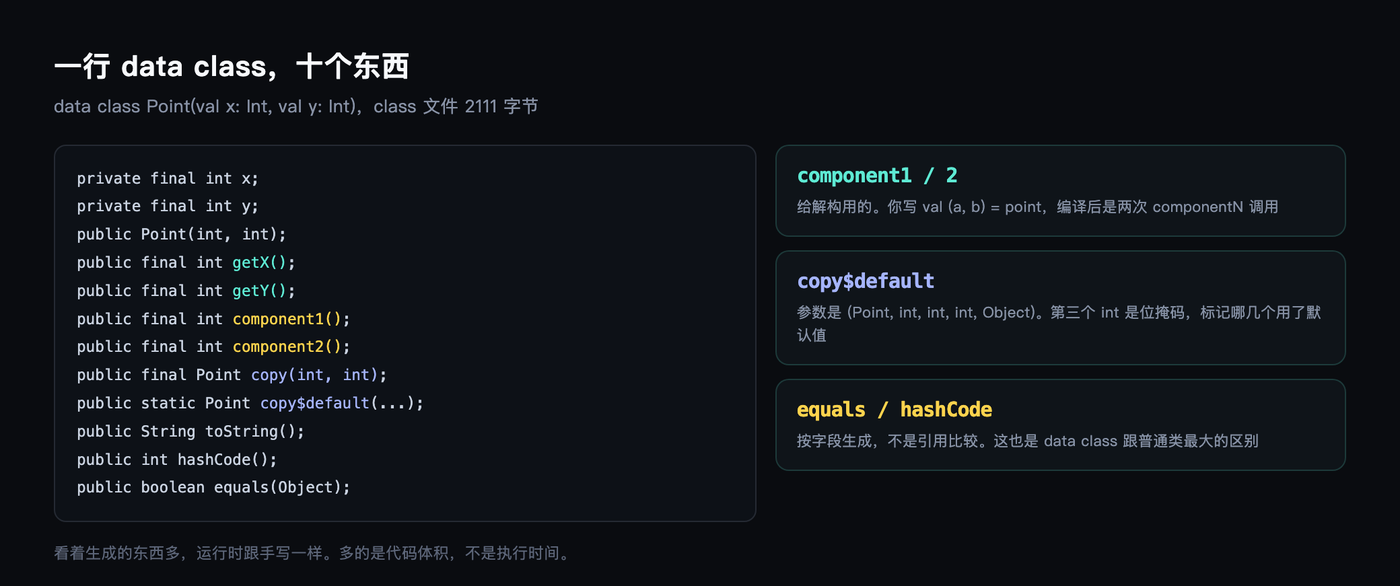 一行 data class，十个东西
data class Point(val x: Int, val y: Int)，class 文件 2111 字节
private final int x;
private final int y;
public Point(int, int);
public final int getX();
public final int getY();
public final int component1();
public final int component2();
public final Point copy(int, int);
public static Point copy$default(...);
public String toString();
public int hashCode();
public boolean equals(Object);
component1 / 2
给解构用的。你写 val (a, b) = point，编译后是两次 componentN 调用
copy$default
参数是 (Point, int, int, int, Object)。第三个 int 是位掩码，标记哪几个用了默
认值
equals / hashCode
按字段生成，不是引用比较。这也是 data class 跟普通类最大的区别
看着生成的东西多，运行时跟手写一样。多的是代码体积，不是执行时间。